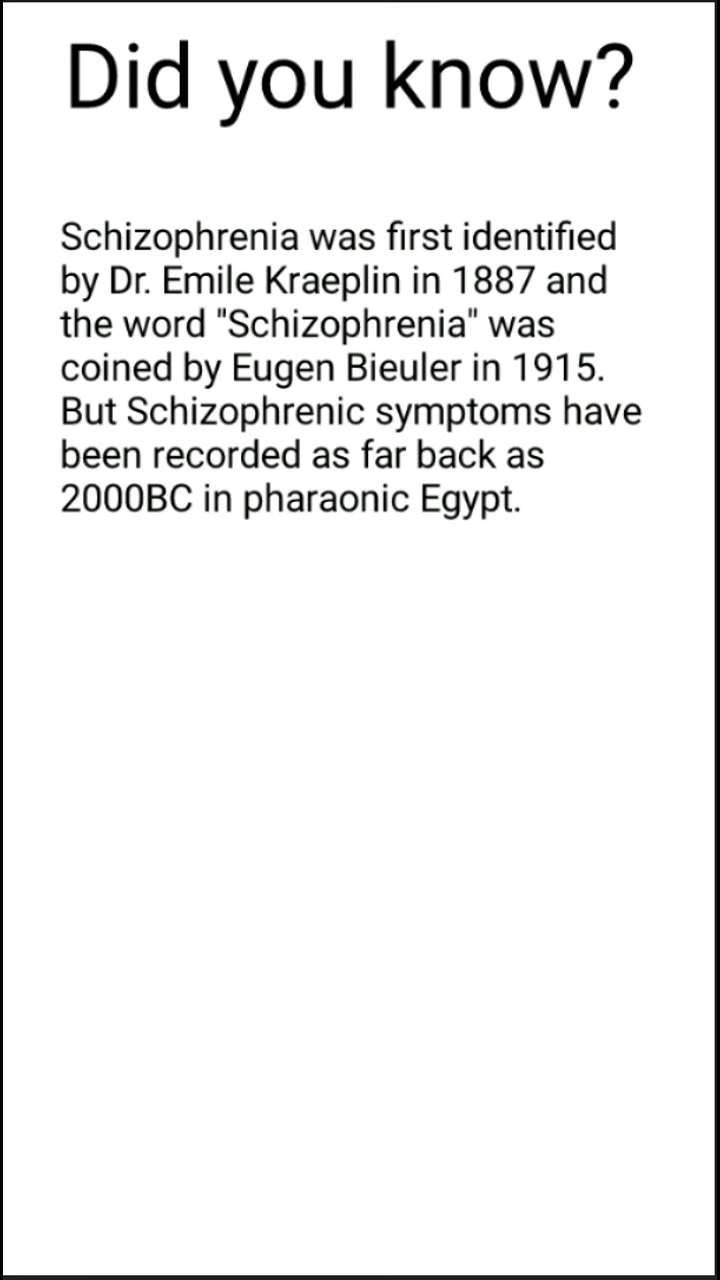 Did you know?
Schizophrenia was first identified
by Dr. Emile Kraeplin in 1887 and
the word "Schizophrenia" was
coined by Eugen Bieuler in 1915.
But Schizophrenic symptoms have
been recorded as far back as
2000BC in pharaonic Egypt.